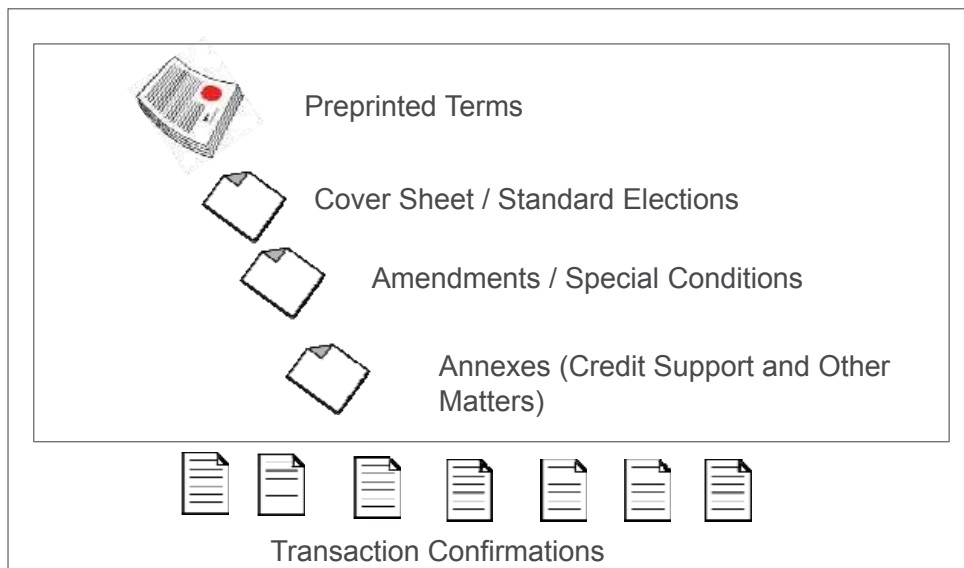 Preprinted Terms
Cover Sheet / Standard Elections
Amendments / Special Conditions
Annexes (Credit Support and Other
Matters)
Transaction Confirmations